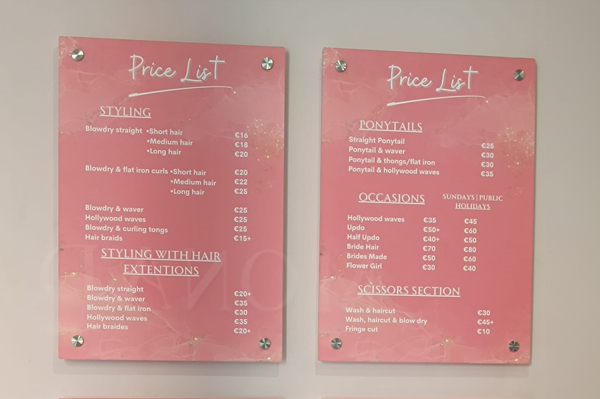 Price List
STYLING
Blowdry straight •Short hair €16
•Medium hair €18
•Long hair €20
Blowdry & flat iron curls •Short hair €20
•Medium hair €22
•Long hair €25
Blowdry & waver €25
Hollywood waves €25
Blowdry & curling tongs €25
Hair braids €15+
STYLING WITH HAIR
EXTENTIONS
Blowdry straight €20+
Blowdry & waver €35
Blowdry & flat iron €30
Hollywood waves €35
Hair braides €20+
Price List
PONYTAILS
Straight Ponytail €25
Ponytail & waver €30
Ponytail & thongs/flat iron €30
Ponytail & hollywood waves €35
OCCASIONS SUNDAYS | PUBLIC
HOLIDAYS
Hollywood waves €35 €45
Updo €50+ €60
Half Updo €40+ €50
Bride Hair €70 €80
Brides Made €50 €60
Flower Girl €30 €40
SCISSORS SECTION
Wash & haircut €30
Wash, haircut & blow dry €45+
Fringe cut €10